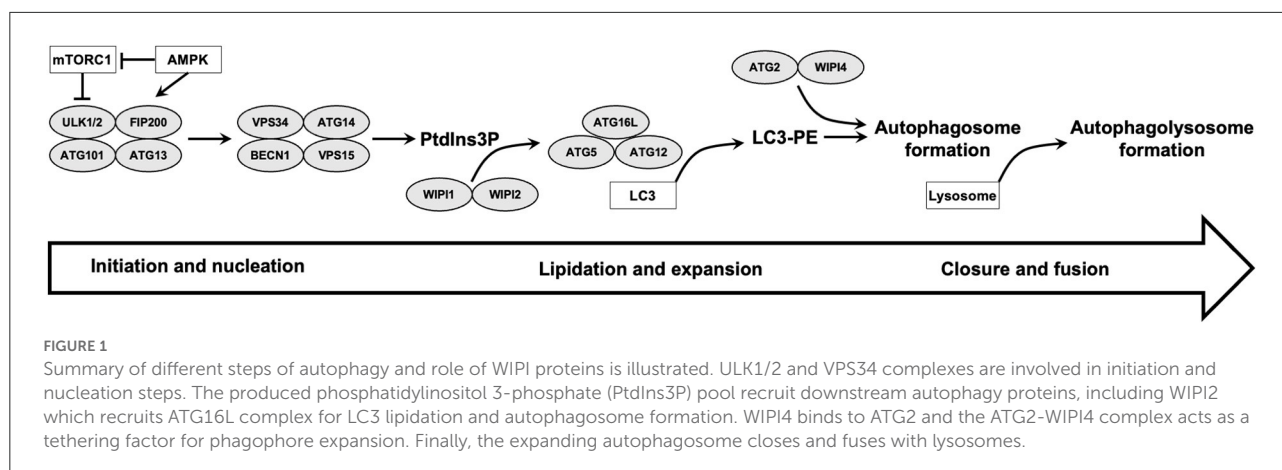 mTORC1
AMPK
ULK1/2
FIP200
ATG101
ATG13
VPS34
ATG14
BECN1
VPS15
PtdIns3P
WIPI1
WIPI2
ATG16L
ATG5
ATG12
LC3
LC3-PE
ATG2
WIPI4
Autophagosome
formation
Lysosome
Autophagolysosome
formation
Initiation and nucleation
Lipidation and expansion
Closure and fusion
FIGURE 1
Summary of different steps of autophagy and role of WIPI proteins is illustrated. ULK1/2 and VPS34 complexes are involved in initiation and
nucleation steps. The produced phosphatidylinositol 3-phosphate (PtdIns3P) pool recruit downstream autophagy proteins, including WIPI2
which recruits ATG16L complex for LC3 lipidation and autophagosome formation. WIPI4 binds to ATG2 and the ATG2-WIPI4 complex acts as a
tethering factor for phagophore expansion. Finally, the expanding autophagosome closes and fuses with lysosomes.